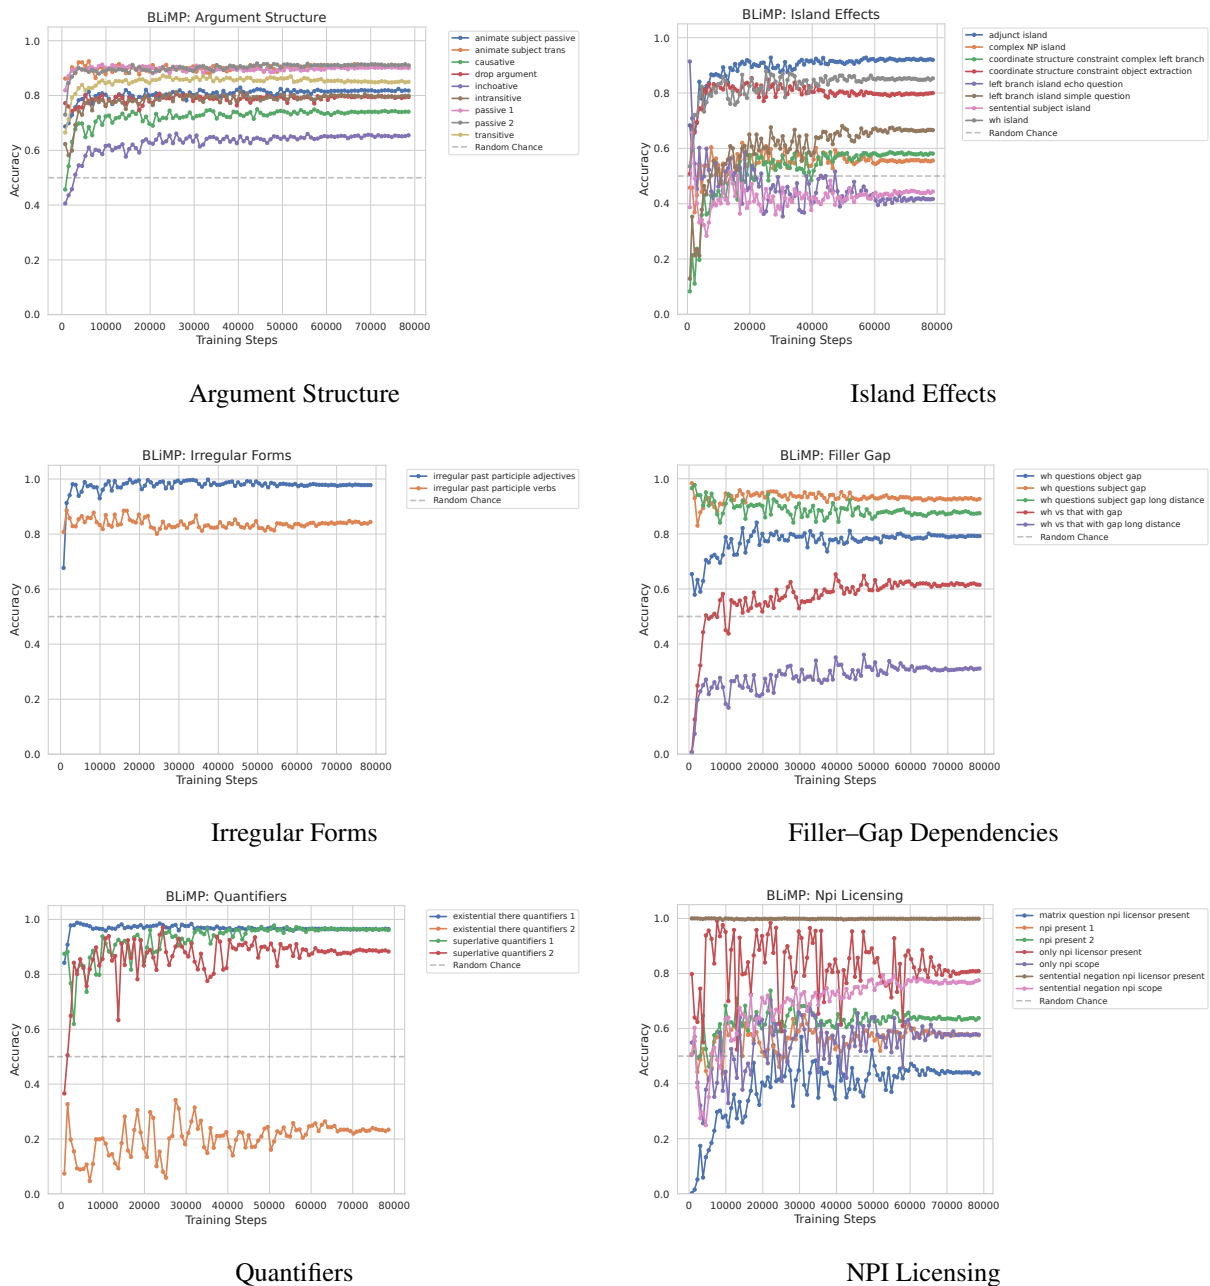 BLiMP: Argument Structure
1.0
0.8
0.6
0.4
0.2
0.0
Accuracy
0 10000 20000 30000 40000 50000 60000 70000 80000
Training Steps
animate subject passive
animate subject trans
causative
drop argument
inchoative
intransitive
passive 1
passive 2
transitive
Random Chance
Argument Structure
BLiMP: Island Effects
1.0
0.8
0.6
0.4
0.2
0.0
Accuracy
0 20000 40000 60000 80000
Training Steps
adjunct island
complex NP island
coordinate structure constraint complex left branch
coordinate structure constraint object extraction
left branch island echo question
left branch island simple question
sentential subject island
wh island
Random Chance
Island Effects
BLiMP: Irregular Forms
1.0
0.8
0.6
0.4
0.2
0.0
Accuracy
0 10000 20000 30000 40000 50000 60000 70000 80000
Training Steps
irregular past participle adjectives
irregular past participle verbs
Random Chance
Irregular Forms
BLiMP: Filler Gap
1.0
0.8
0.6
0.4
0.2
0.0
Accuracy
0 10000 20000 30000 40000 50000 60000 70000 80000
Training Steps
wh questions object gap
wh questions subject gap
wh questions subject gap long distance
wh vs that with gap
wh vs that with gap long distance
Random Chance
Filler–Gap Dependencies
BLiMP: Quantifiers
1.0
0.8
0.6
0.4
0.2
0.0
Accuracy
0 10000 20000 30000 40000 50000 60000 70000 80000
Training Steps
existential there quantifiers 1
existential there quantifiers 2
superlative quantifiers 1
superlative quantifiers 2
Random Chance
Quantifiers
BLiMP: Npi Licensing
1.0
0.8
0.6
0.4
0.2
0.0
Accuracy
0 10000 20000 30000 40000 50000 60000 70000 80000
Training Steps
matrix question npi licensor present
npi present 1
npi present 2
only npi licensor present
only npi scope
sentential negation npi licensor present
sentential negation npi scope
Random Chance
NPI Licensing